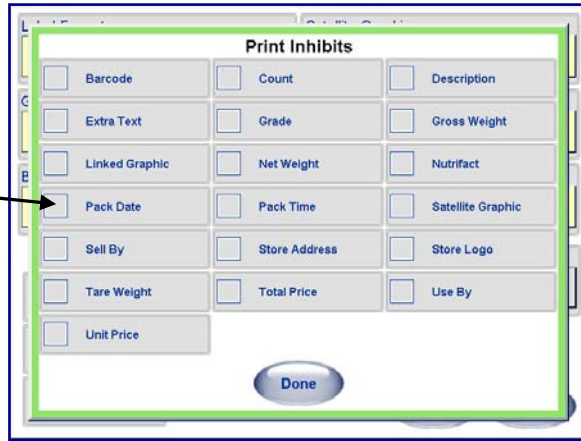 Print Inhibits
Barcode Count Description
Extra Text Grade Gross Weight
Linked Graphic Net Weight Nutrifact
Pack Date Pack Time Satellite Graphic
Sell By Store Address Store Logo
Tare Weight Total Price Use By
Unit Price
Done